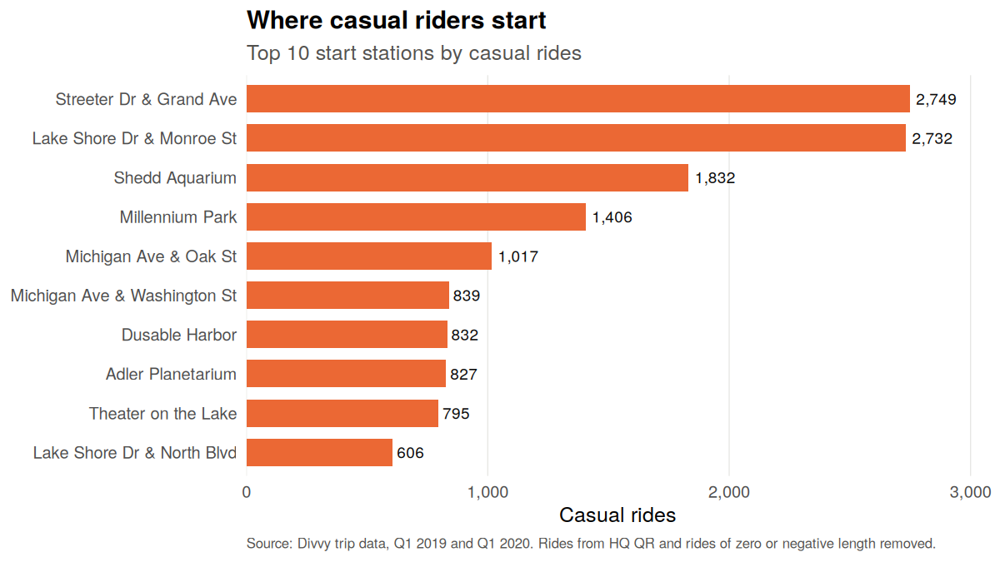 Where casual riders start
Top 10 start stations by casual rides
Streeter Dr & Grand Ave 2,749
Lake Shore Dr & Monroe St 2,732
Shedd Aquarium 1,832
Millennium Park 1,406
Michigan Ave & Oak St 1,017
Michigan Ave & Washington St 839
Dusable Harbor 832
Adler Planetarium 827
Theater on the Lake 795
Lake Shore Dr & North Blvd 606
0 1,000 2,000 3,000
Casual rides
Source: Divvy trip data, Q1 2019 and Q1 2020. Rides from HQ QR and rides of zero or negative length removed.